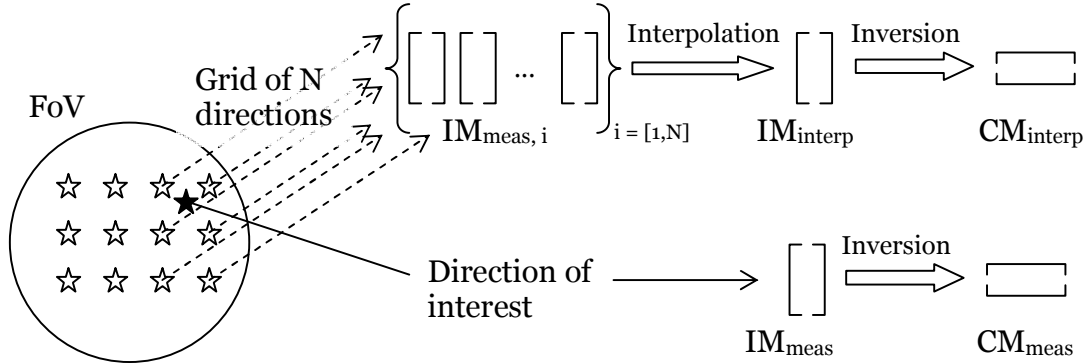 FoV
Grid of N
directions
...
IMmeas, i
i = [1,N]
Interpolation
IMinterp
Inversion
CMinterp
Direction of
interest
IMmeas
Inversion
CMmeas